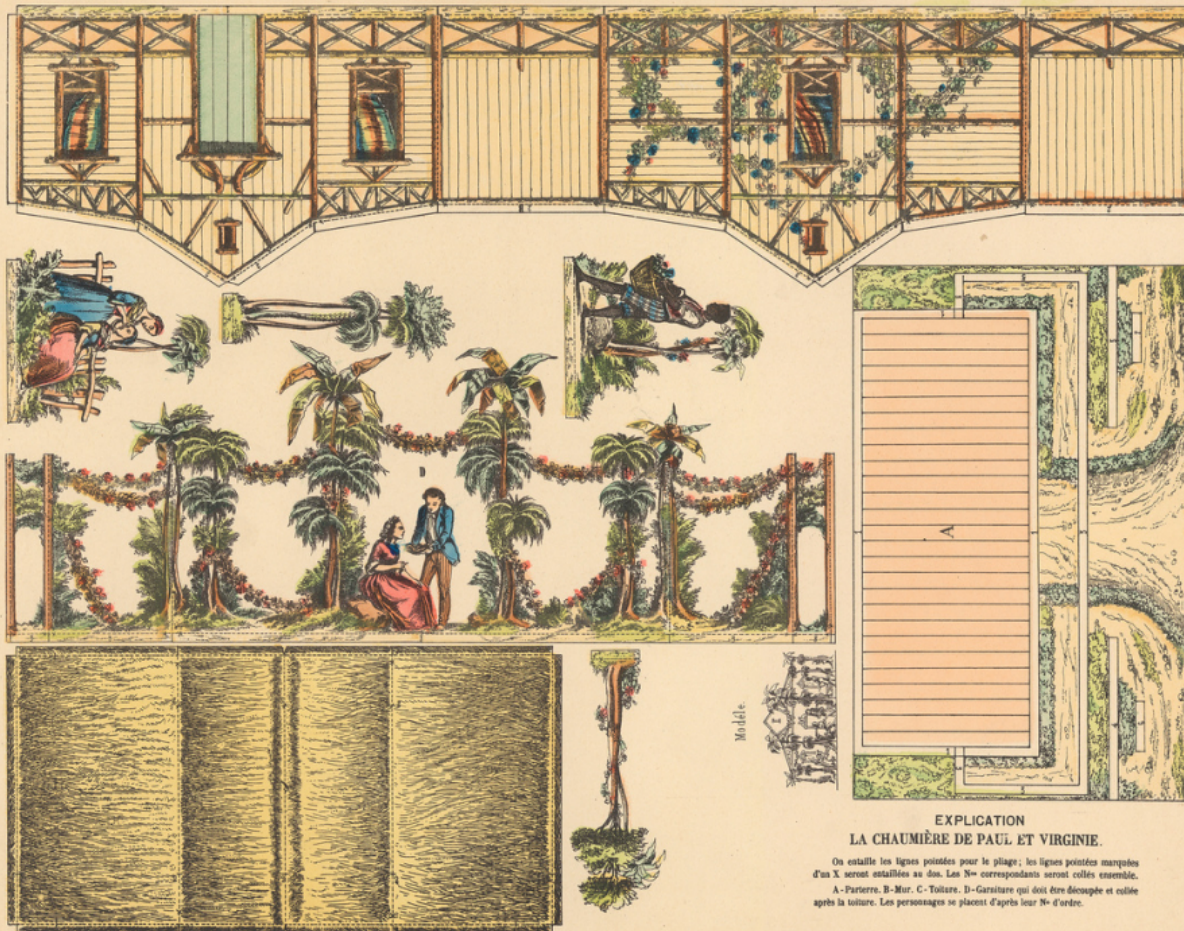 D
A
Modèle.
EXPLICATION
LA CHAUMIÈRE DE PAUL ET VIRGINIE.
On entaille les lignes pointées pour le pliage; les lignes pointées marquées
d'un X seront entaillées au dos. Les Nos correspondants seront collés ensemble.
A-Parterre. B-Mur. C-Toiture. D-Garniture qui doit être découpée et collée
après la toiture. Les personnages se placent d'après leur No d'ordre.